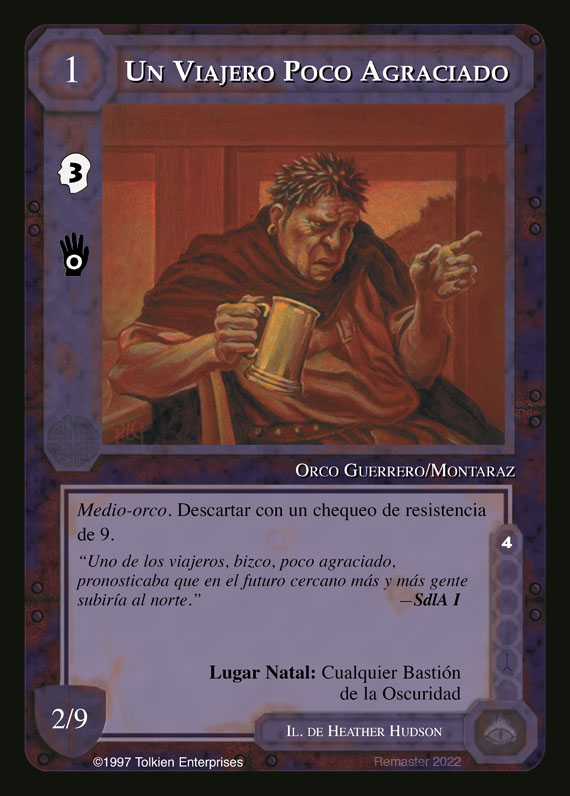 1
Un Viajero Poco Agraciado
3
0
Orco Guerrero/Montaraz
Medio-orco. Descartar con un chequeo de resistencia
de 9.
“Uno de los viajeros, bizco, poco agraciado,
pronosticaba que en el futuro cercano más y más gente
subiría al norte.” –SdlA I
4
Lugar Natal: Cualquier Bastión
de la Oscuridad
2/9
Il. de Heather Hudson
©1997 Tolkien Enterprises
Remaster 2022